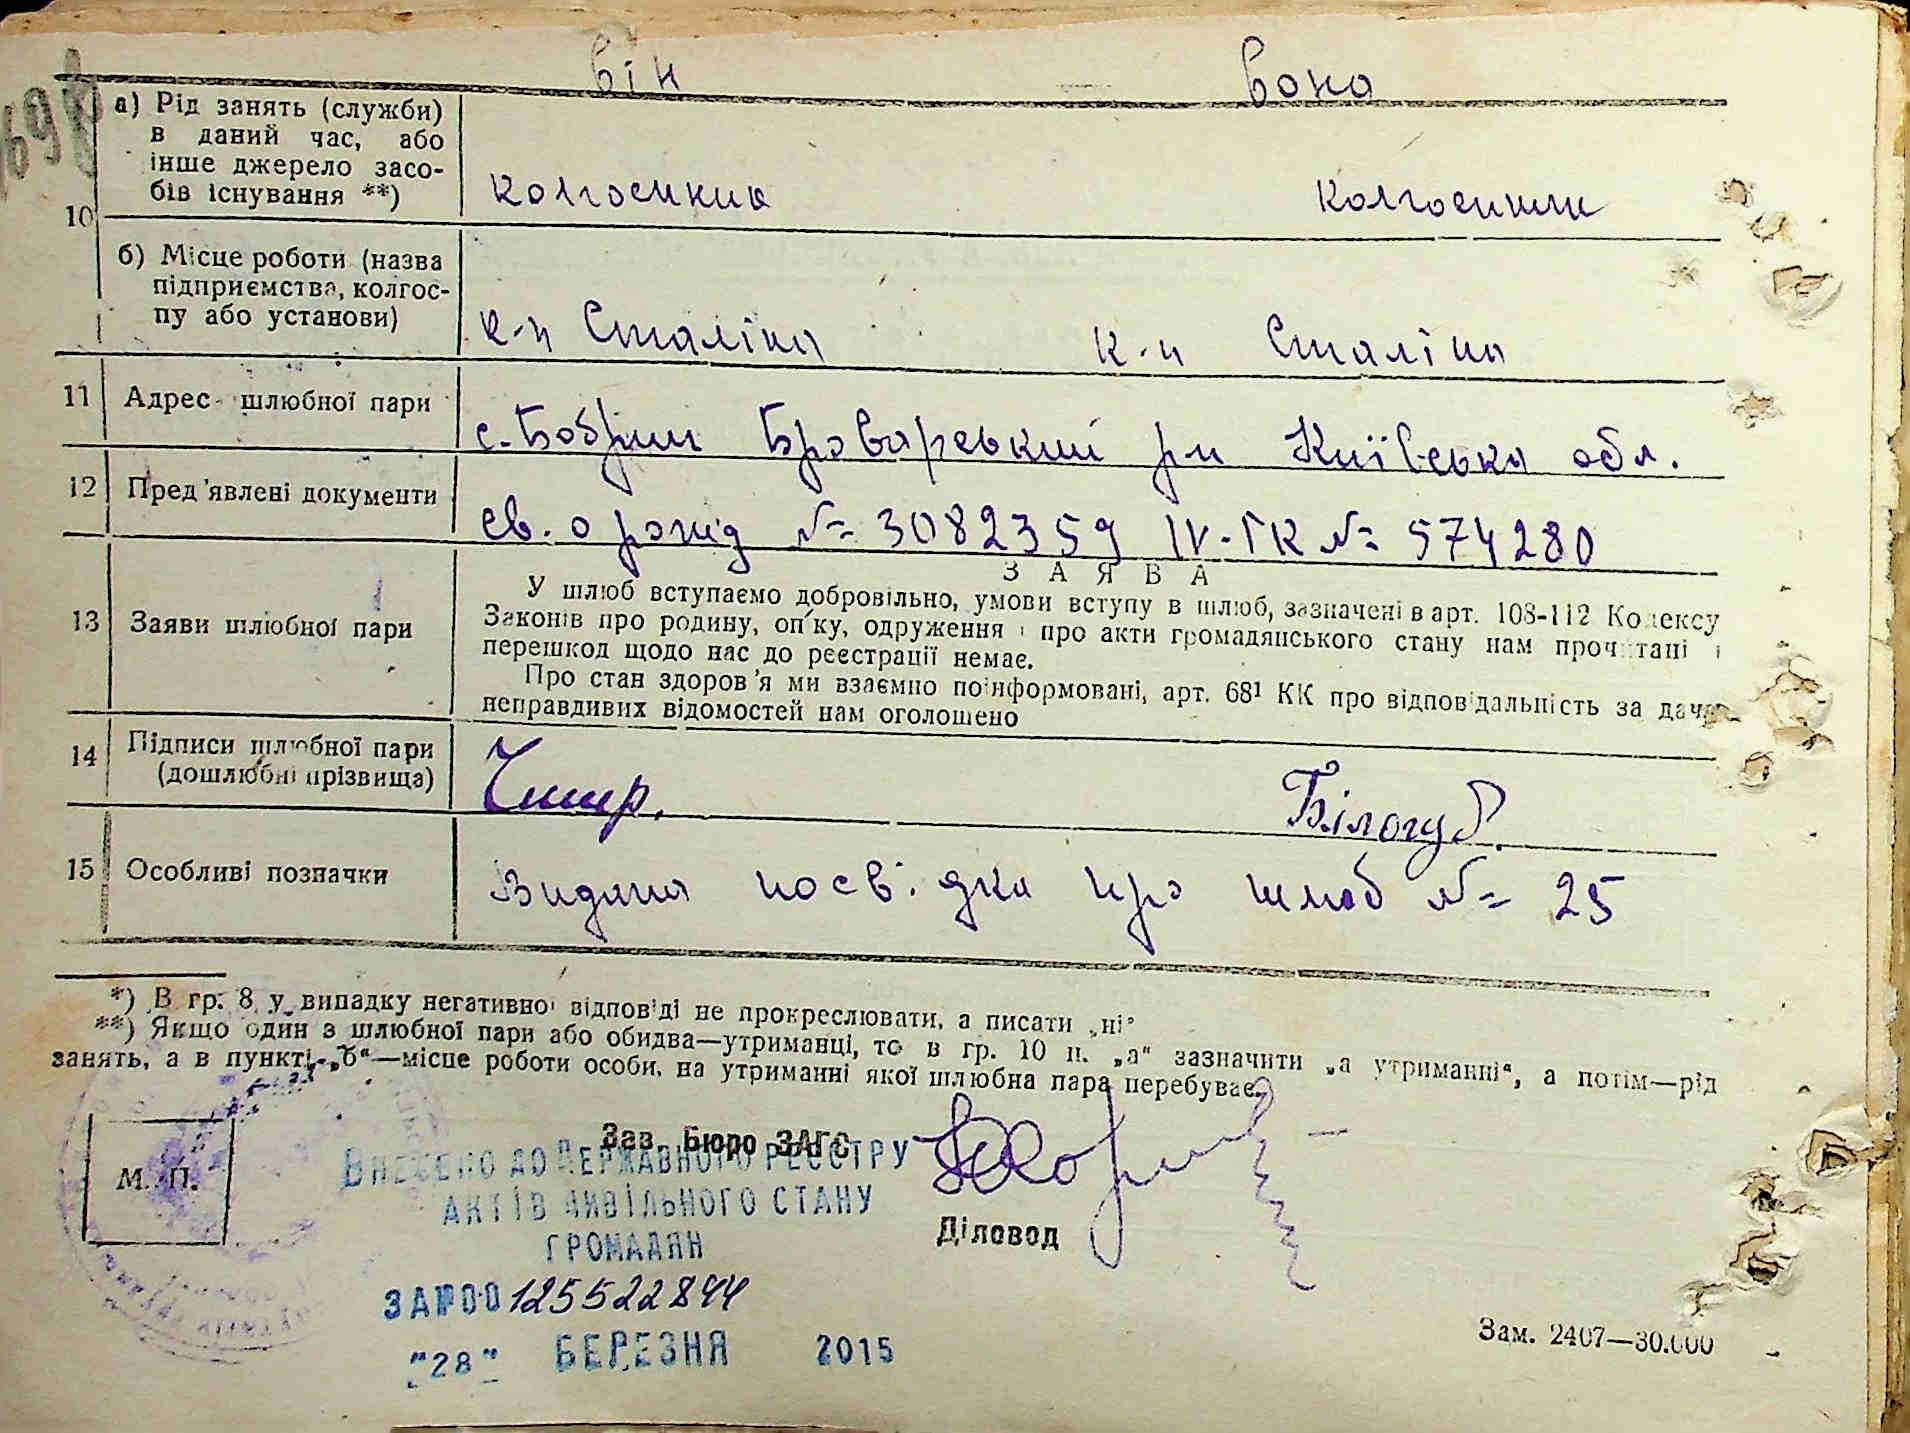 він вона
а) Рід занять (служби)
в даний час, або
інше джерело засо-
бів існування **)
колгоспник колгоспниц
10
б) Місце роботи (назва
підприємства, колгос-
пу або установи)
к-п Сталіна к-п Сталіна
11 Адрес шлюбної пари
с. Бобрик Броварський р-н Київська обл.
12 Пред'явлені документи
св. о рожд № 3082359 IV-ГК № 574280
13 Заяви шлюбної пари
ЗАЯВА
У шлюб вступаємо добровільно, умови вступу в шлюб, зазначені в арт. 108-112 Кодексу
Законів про родину, опіку, одруження і про акти громадянського стану нам прочитані і
перешкод щодо нас до реєстрації немає.
Про стан здоров'я ми взаємно поінформовані, арт. 68¹ КК про відповідальність за дачу
неправдивих відомостей нам оголошено
14 Підписи шлюбної пари
(дошлюбні прізвища)
Білогуб.
15 Особливі позначки
Видана посв.дка про шлюб № 25
*) В гр. 8 у випадку негативної відповіді не прокреслювати, а писати „ні"
**) Якщо один з шлюбної пари або обидва—утриманці, то в гр. 10 п. „а" зазначити „а утриманні", а потім—рід
занять, а в пункті „б"—місце роботи особи, на утриманні якої шлюбна пара перебуває.
М. П.
Зав. Бюро ЗАГС
ВНЕСЕНО ДО ДЕРЖАВНОГО РЕЄСТРУ
АКТІВ ЦИВІЛЬНОГО СТАНУ
ГРОМАДЯН
Діловод
ЗА №00125522844
"28" БЕРЕЗНЯ 2015
Зам. 2407—30.000